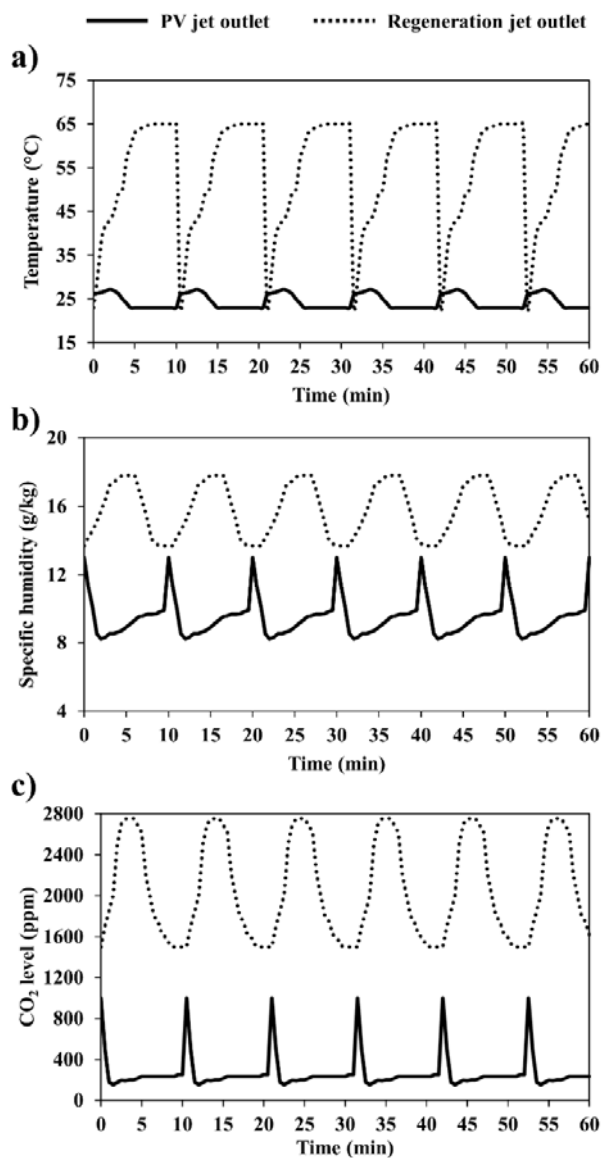 PV jet outlet Regeneration jet outlet
a)
75
65
55
45
35
25
15
Temperature (°C)
0 5 10 15 20 25 30 35 40 45 50 55 60
Time (min)
b)
20
16
12
8
4
Specific humidity (g/kg)
0 5 10 15 20 25 30 35 40 45 50 55 60
Time (min)
c)
2800
2400
2000
1600
1200
800
400
0
CO₂ level (ppm)
0 5 10 15 20 25 30 35 40 45 50 55 60
Time (min)